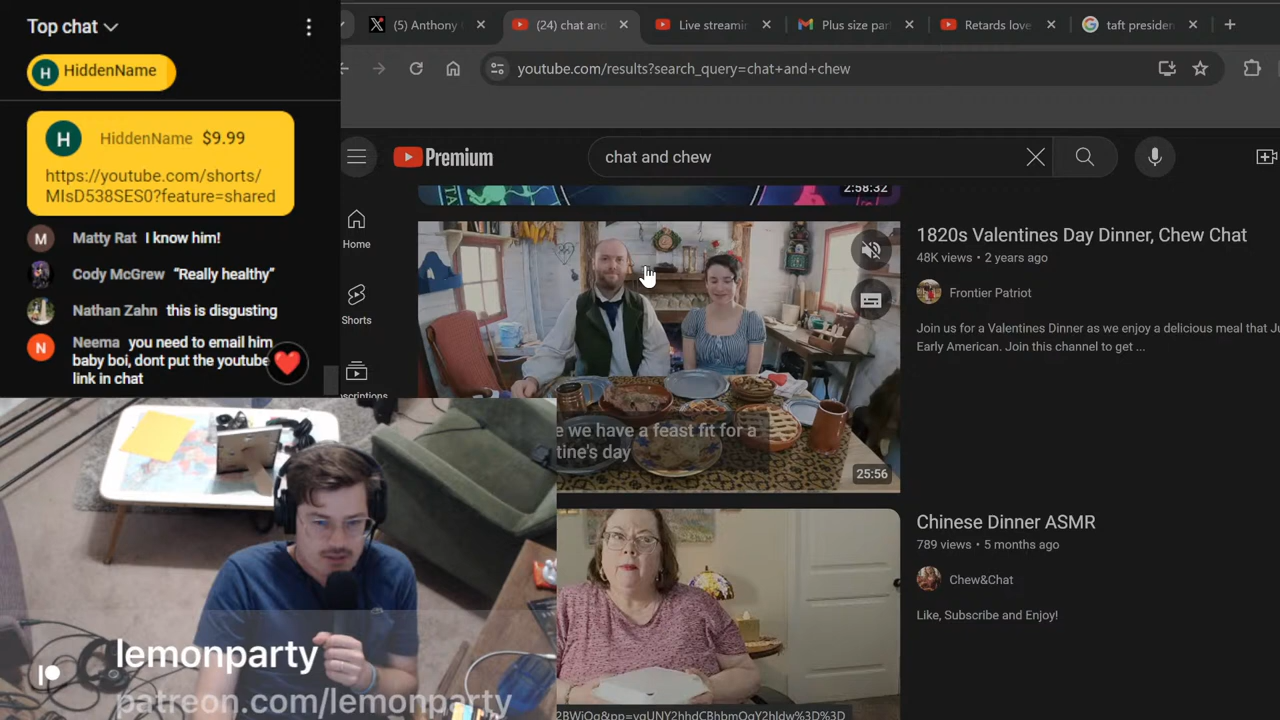 Top chat
H HiddenName
H HiddenName $9.99
https://youtube.com/shorts/
MIsD538SES0?feature=shared
M Matty Rat I know him!
Cody McGrew “Really healthy”
Nathan Zahn this is disgusting
N Neema you need to email him
baby boi, dont put the youtube
link in chat
(5) Anthony
(24) chat and
Live streamin
Plus size par
Retards love
taft presiden
youtube.com/results?search_query=chat+and+chew
Premium
chat and chew
Home
Shorts
2:58:32
e we have a feast fit for a
tine's day
25:56
1820s Valentines Day Dinner, Chew Chat
48K views • 2 years ago
Frontier Patriot
Join us for a Valentines Dinner as we enjoy a delicious meal that Ju
Early American. Join this channel to get ...
Chinese Dinner ASMR
789 views • 5 months ago
Chew&Chat
Like, Subscribe and Enjoy!
lemonparty
patreon.com/lemonparty